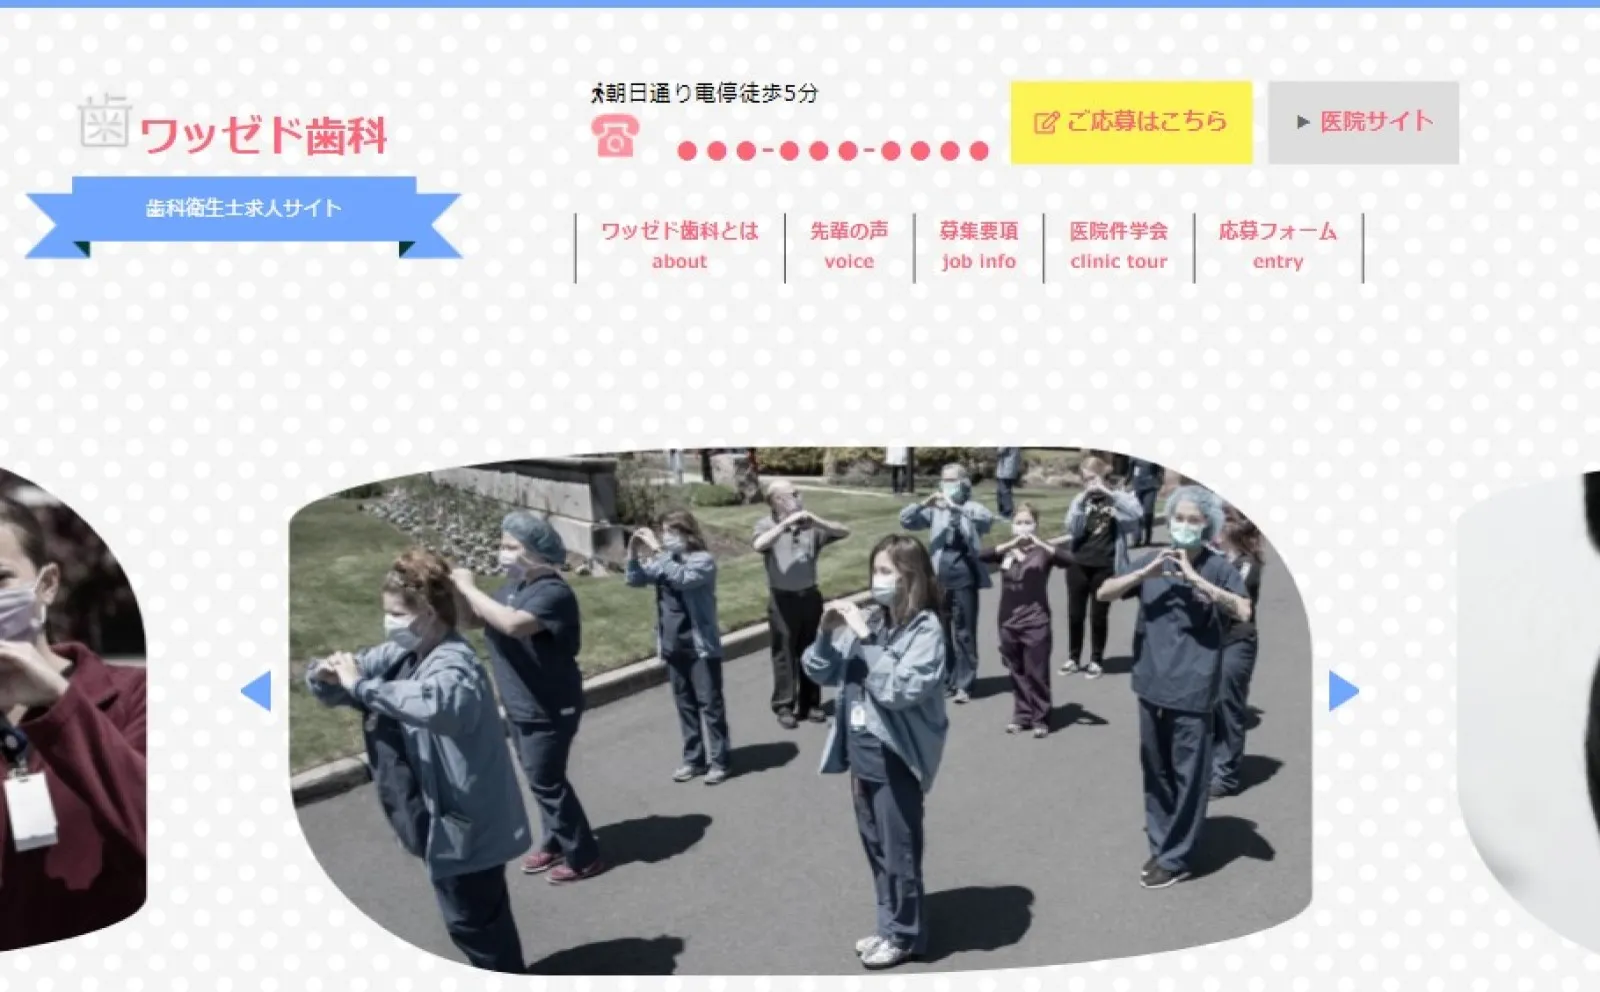 歯 ワッゼド歯科
歯科衛生士求人サイト
朝日通り電停徒歩5分
●●●-●●●-●●●●
ご応募はこちら
医院サイト
ワッゼド歯科とは
about
先輩の声
voice
募集要項
job info
医院件学会
clinic tour
応募フォーム
entry